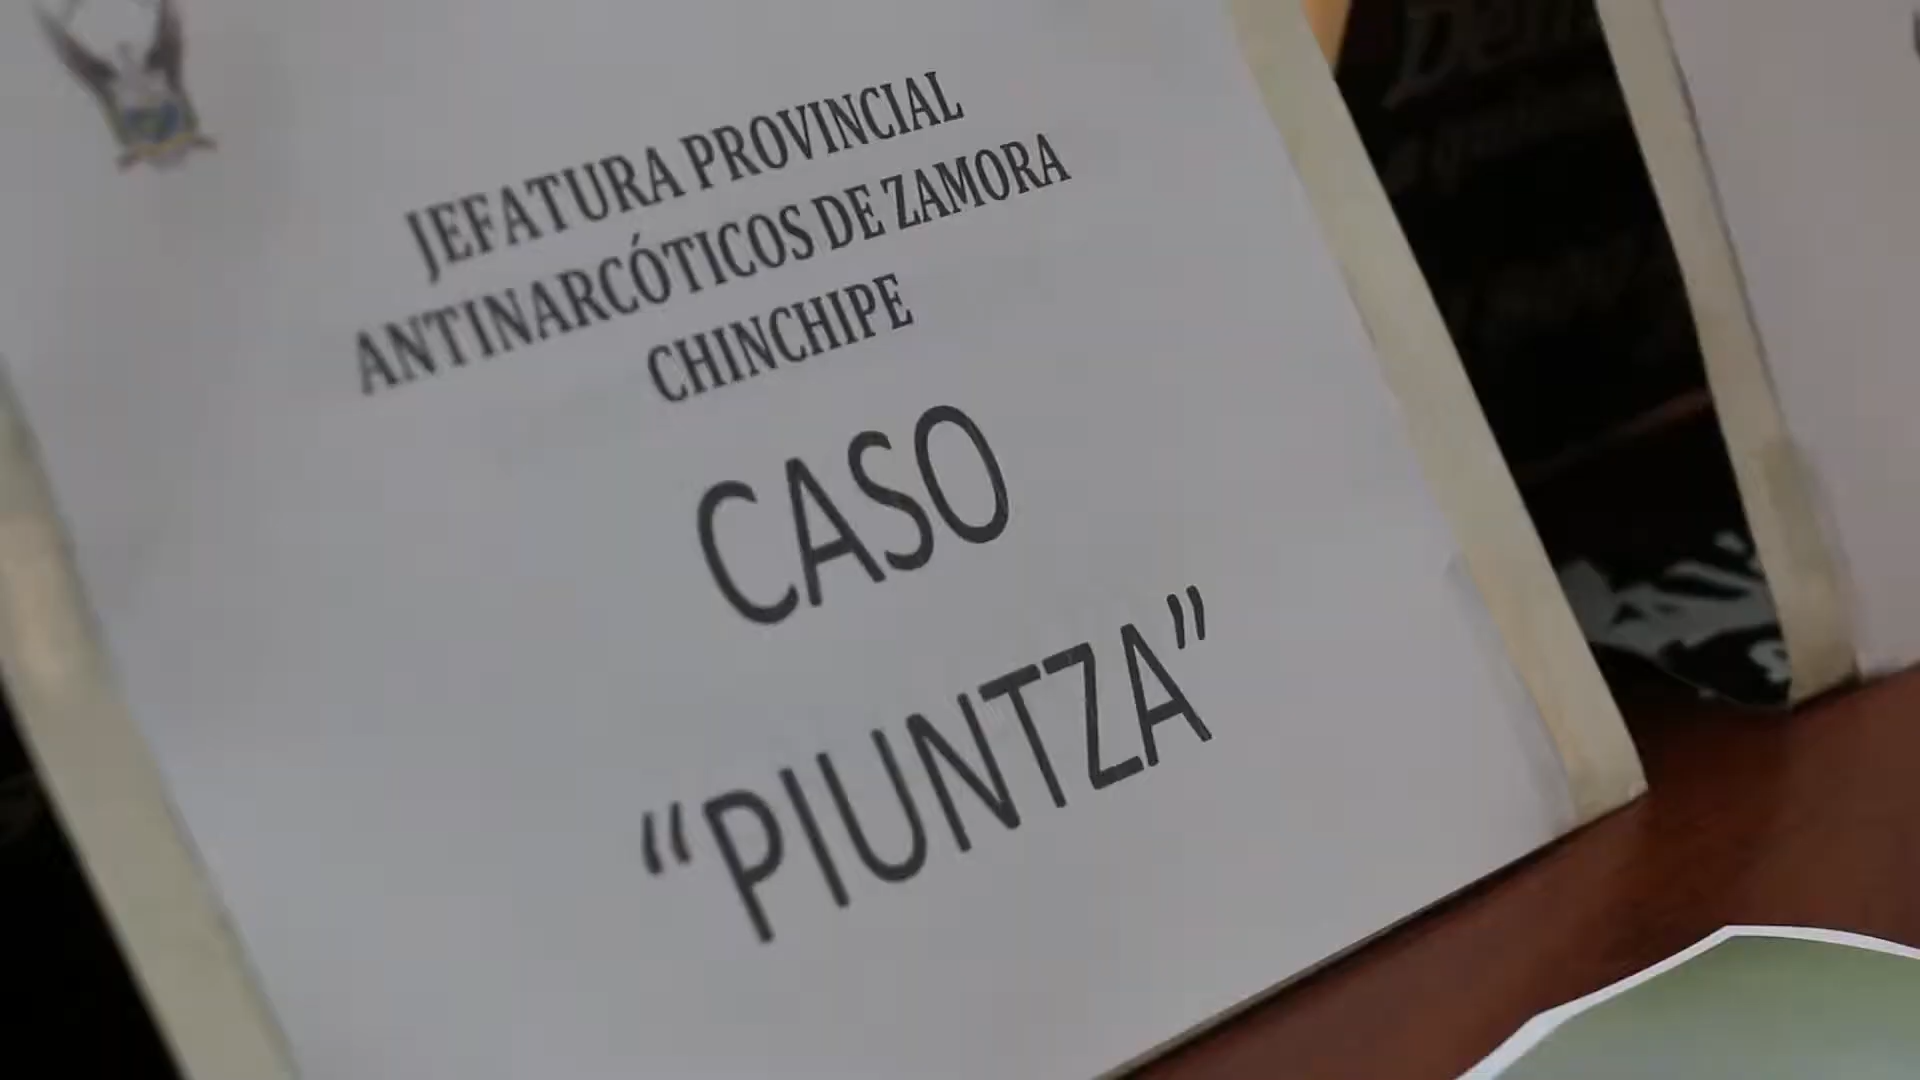 JEFATURA PROVINCIAL
ANTINARCÓTICOS DE ZAMORA
CHINCHIPE
CASO
“PIUNTZA”